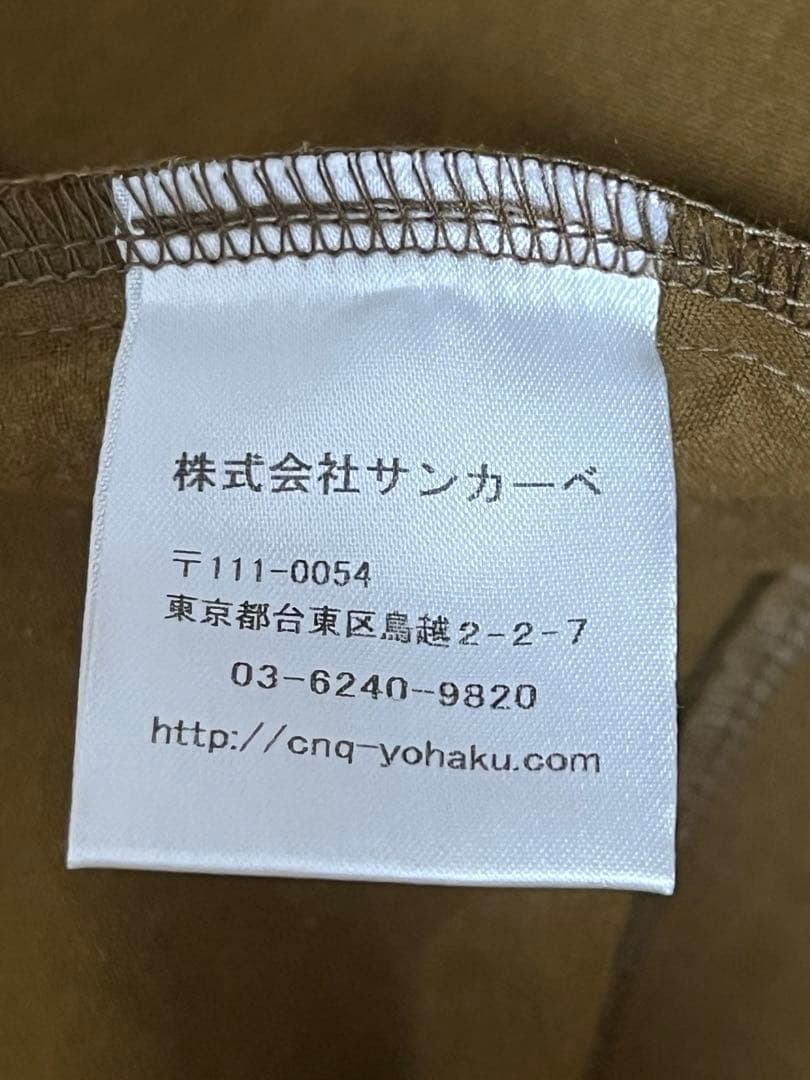 株式会社サンカーベ
〒111-0054
東京都台東区鳥越2-2-7
03-6240-9820
http://cnq-yohaku.com